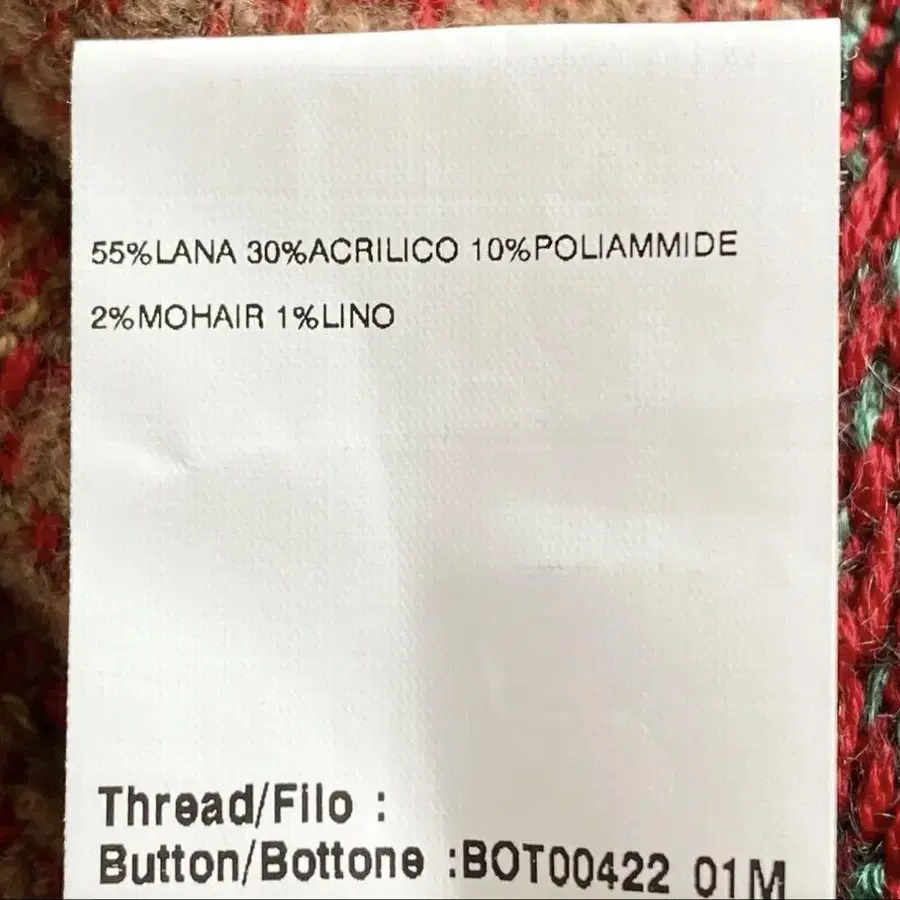 55%LANA 30%ACRILICO 10%POLIAMMIDE
2%MOHAIR 1%LINO
Thread/Filo :
Button/Bottone :BOT00422 01M